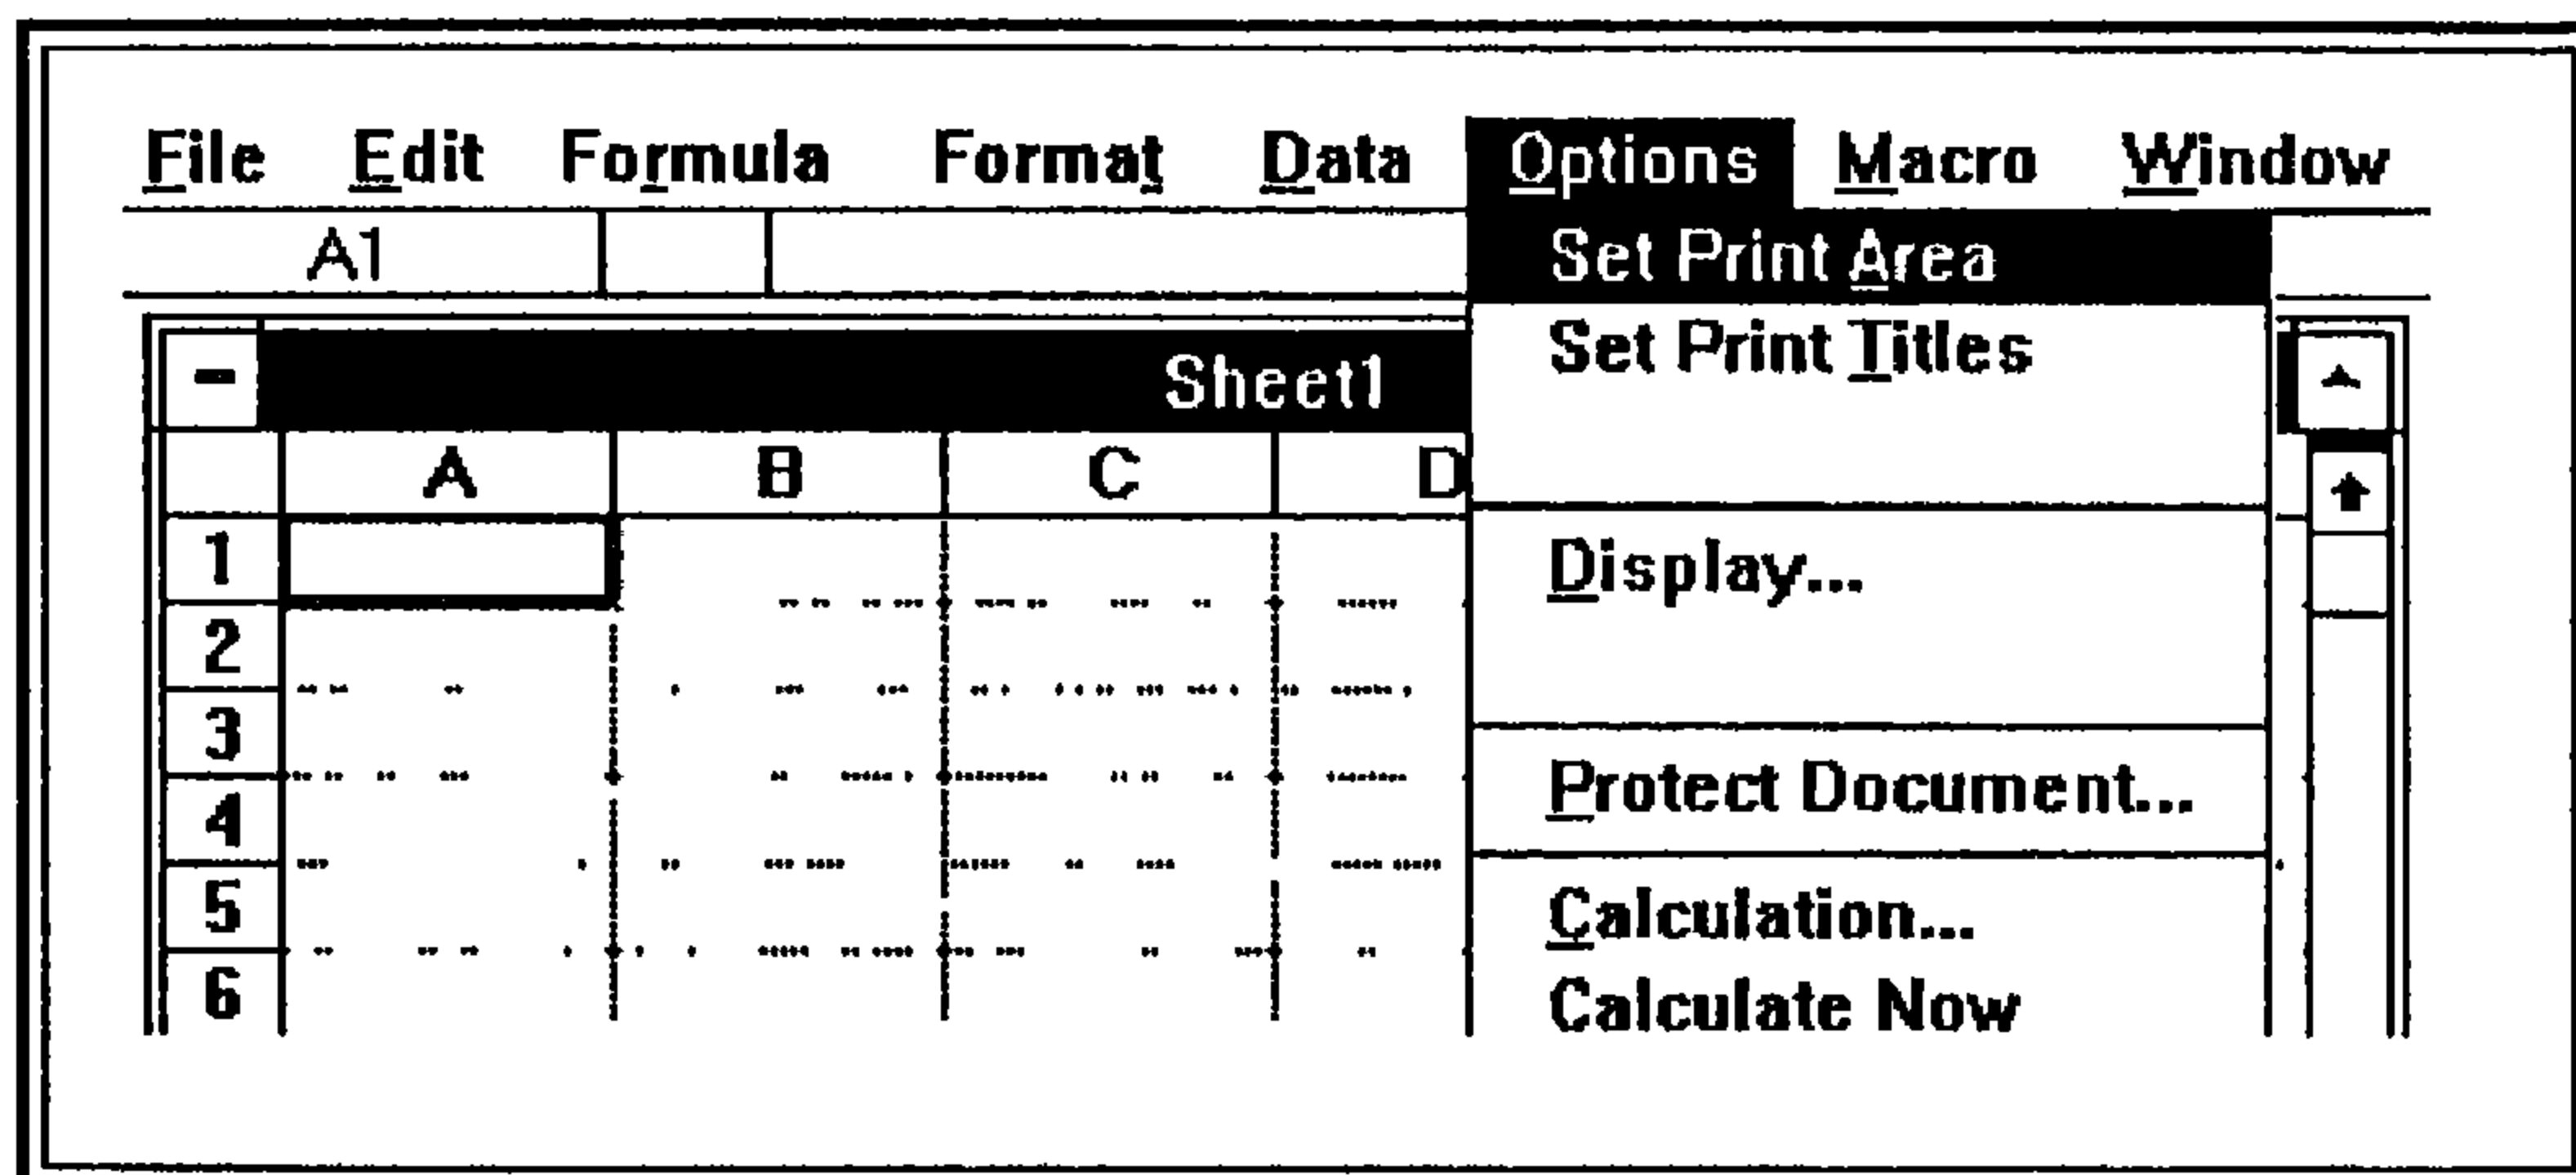 File Edit Formula Format Data Options Macro Window
A1
Set Print Area
Set Print Titles
Sheet1
A B C D
1
Display...
2
3
Protect Document...
4
5
Calculation...
6
Calculate Now